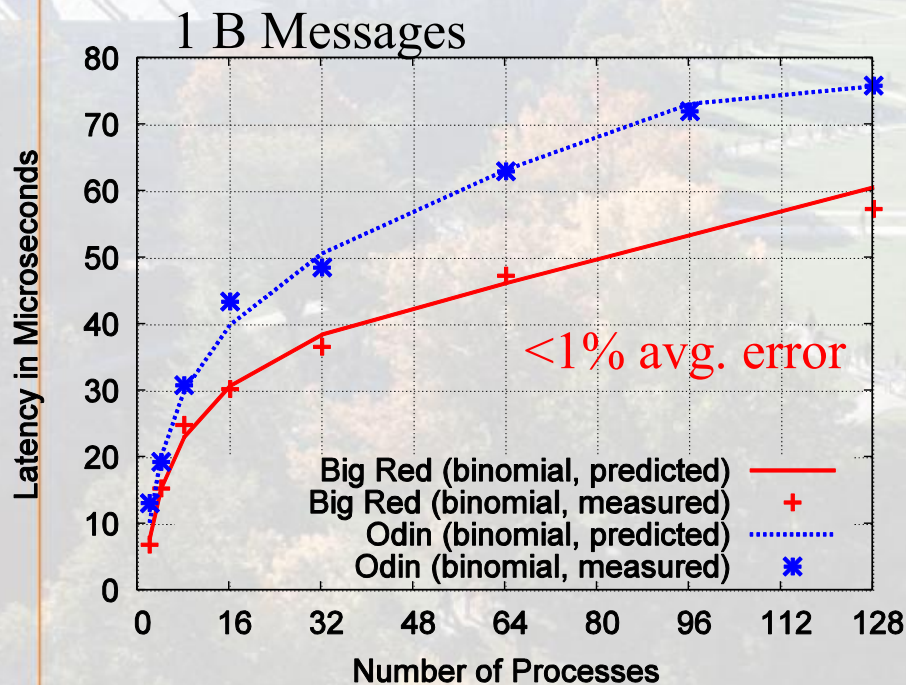 1 B Messages
80
70
60
50
40
30
20
10
0
Latency in Microseconds
<1% avg. error
Big Red (binomial, predicted)
Big Red (binomial, measured)
Odin (binomial, predicted)
Odin (binomial, measured)
0 16 32 48 64 80 96 112 128
Number of Processes